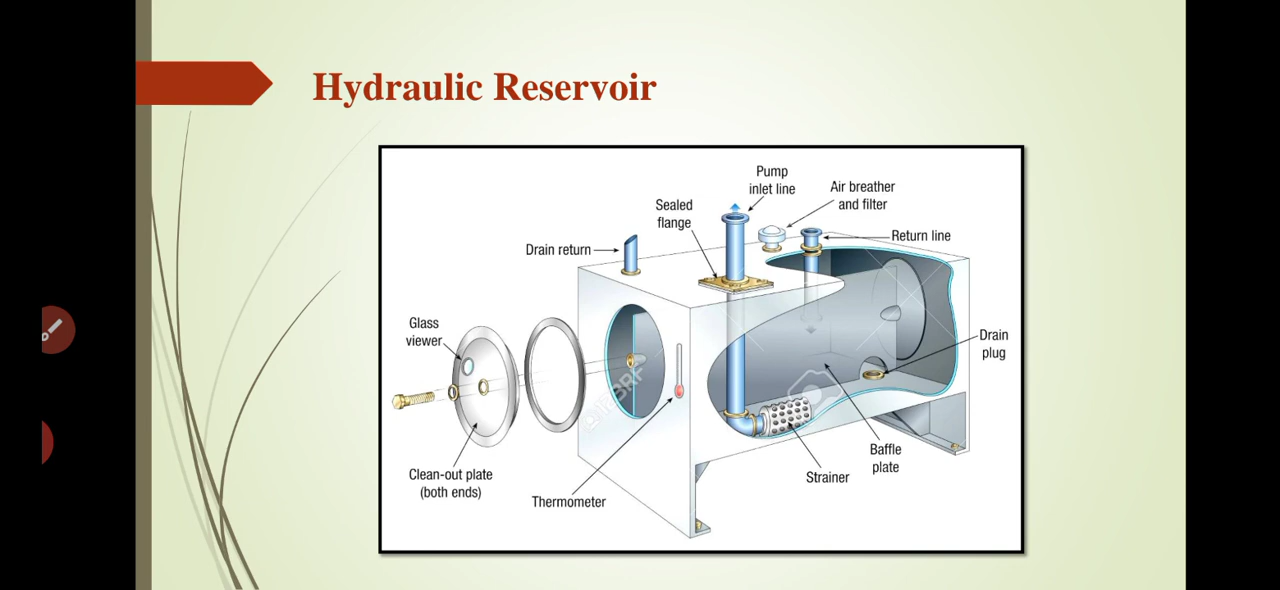 Hydraulic Reservoir
Pump
inlet line
Air breather
and filter
Sealed
flange
Return line
Drain return
Glass
viewer
Drain
plug
Baffle
plate
Clean-out plate
(both ends)
Strainer
Thermometer
123RF